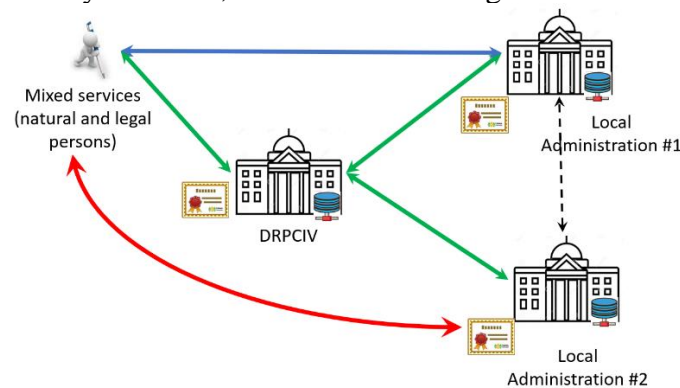 Mixed services
(natural and legal
persons)
DRPCIV
Local
Administration #1
Local
Administration #2